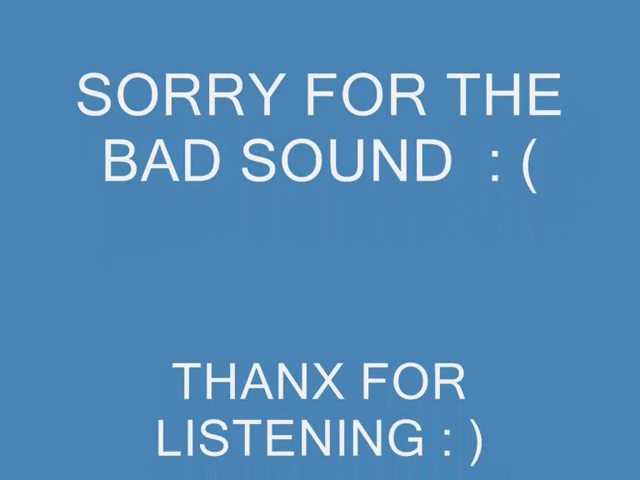 SORRY FOR THE
BAD SOUND  : (
THANX FOR
LISTENING : )